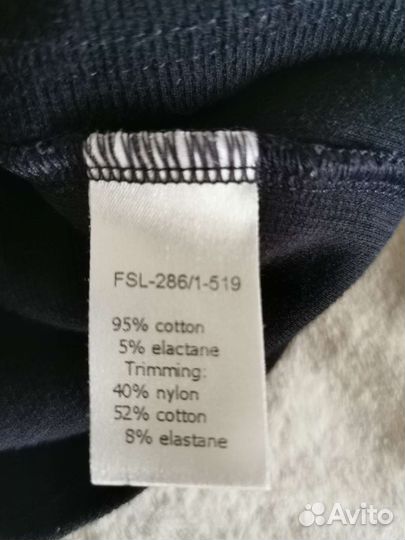 FSL-286/1-519
95% cotton
5% elactane
Trimming:
40% nylon
52% cotton
8% elastane
Avito